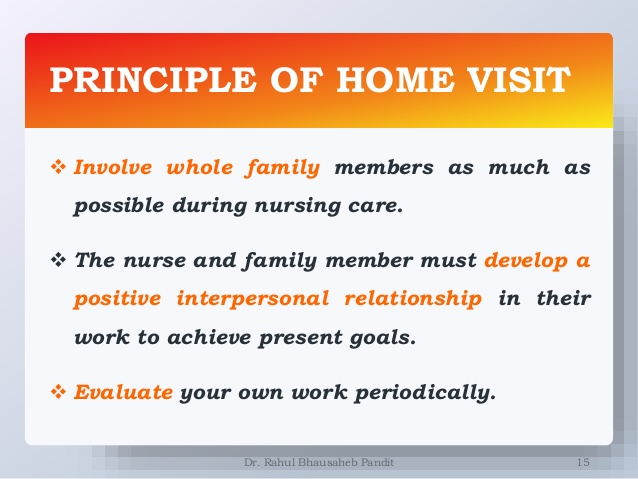 PRINCIPLE OF HOME VISIT
❖ Involve whole family members as much as
possible during nursing care.
❖ The nurse and family member must develop a
positive interpersonal relationship in their
work to achieve present goals.
❖ Evaluate your own work periodically.
Dr. Rahul Bhausaheb Pandit 15